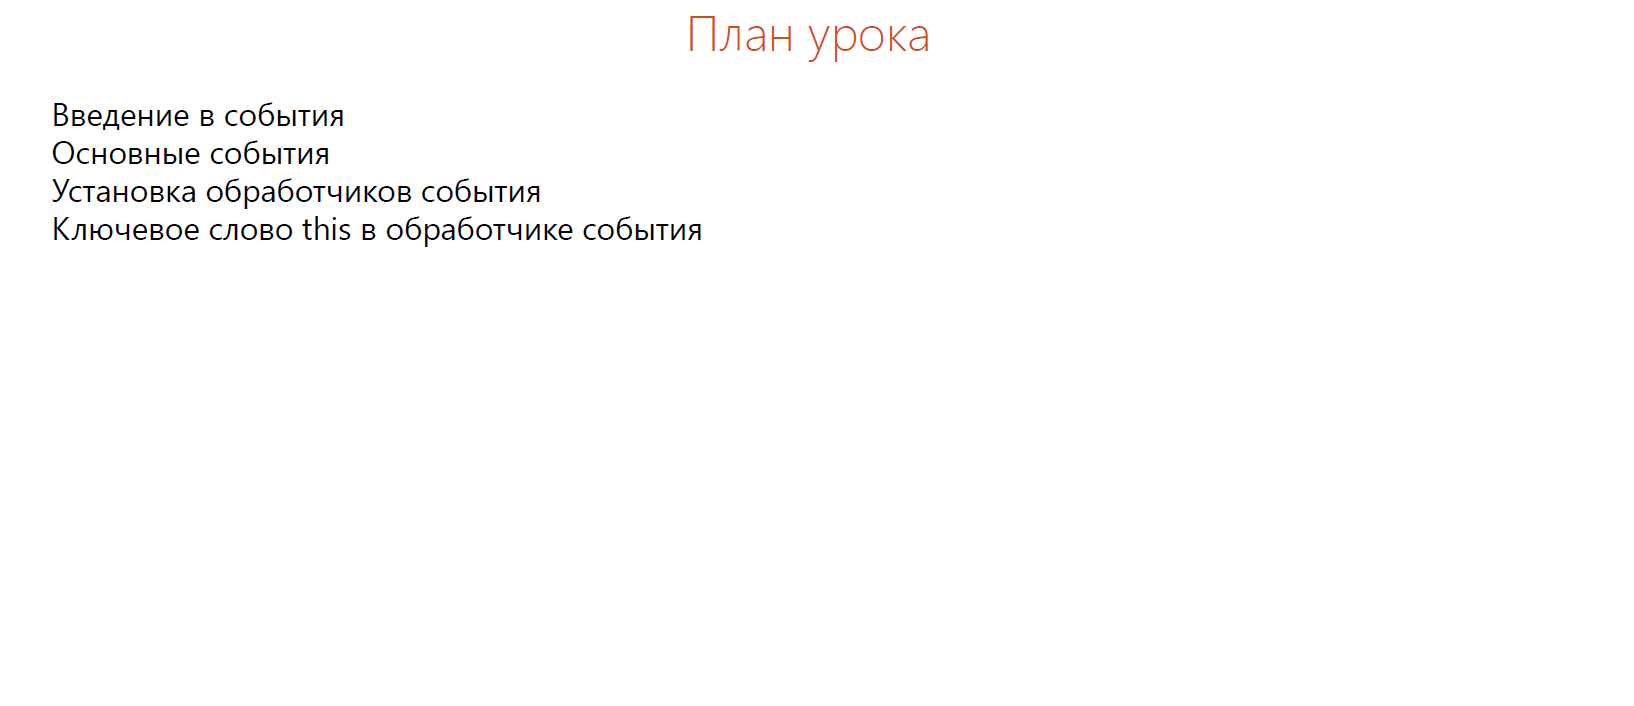 План урока
Введение в события
Основные события
Установка обработчиков события
Ключевое слово this в обработчике события